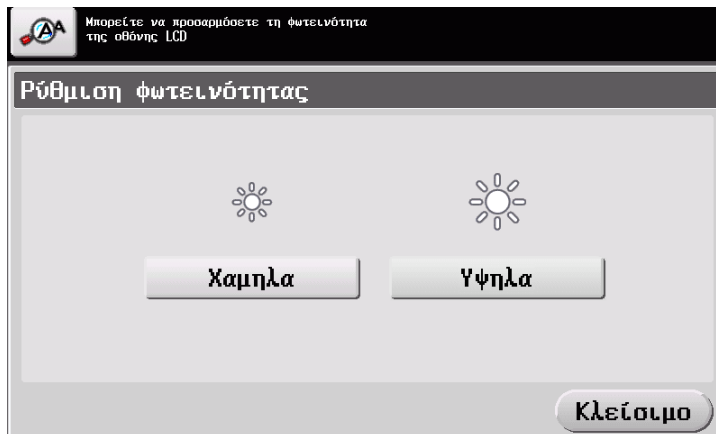 Μπορείτε να προσαρμόσετε τη φωτεινότητα
της οθόνης LCD
Ρύθμιση φωτεινότητας
Χαμηλα
Υψηλα
Κλείσιμο